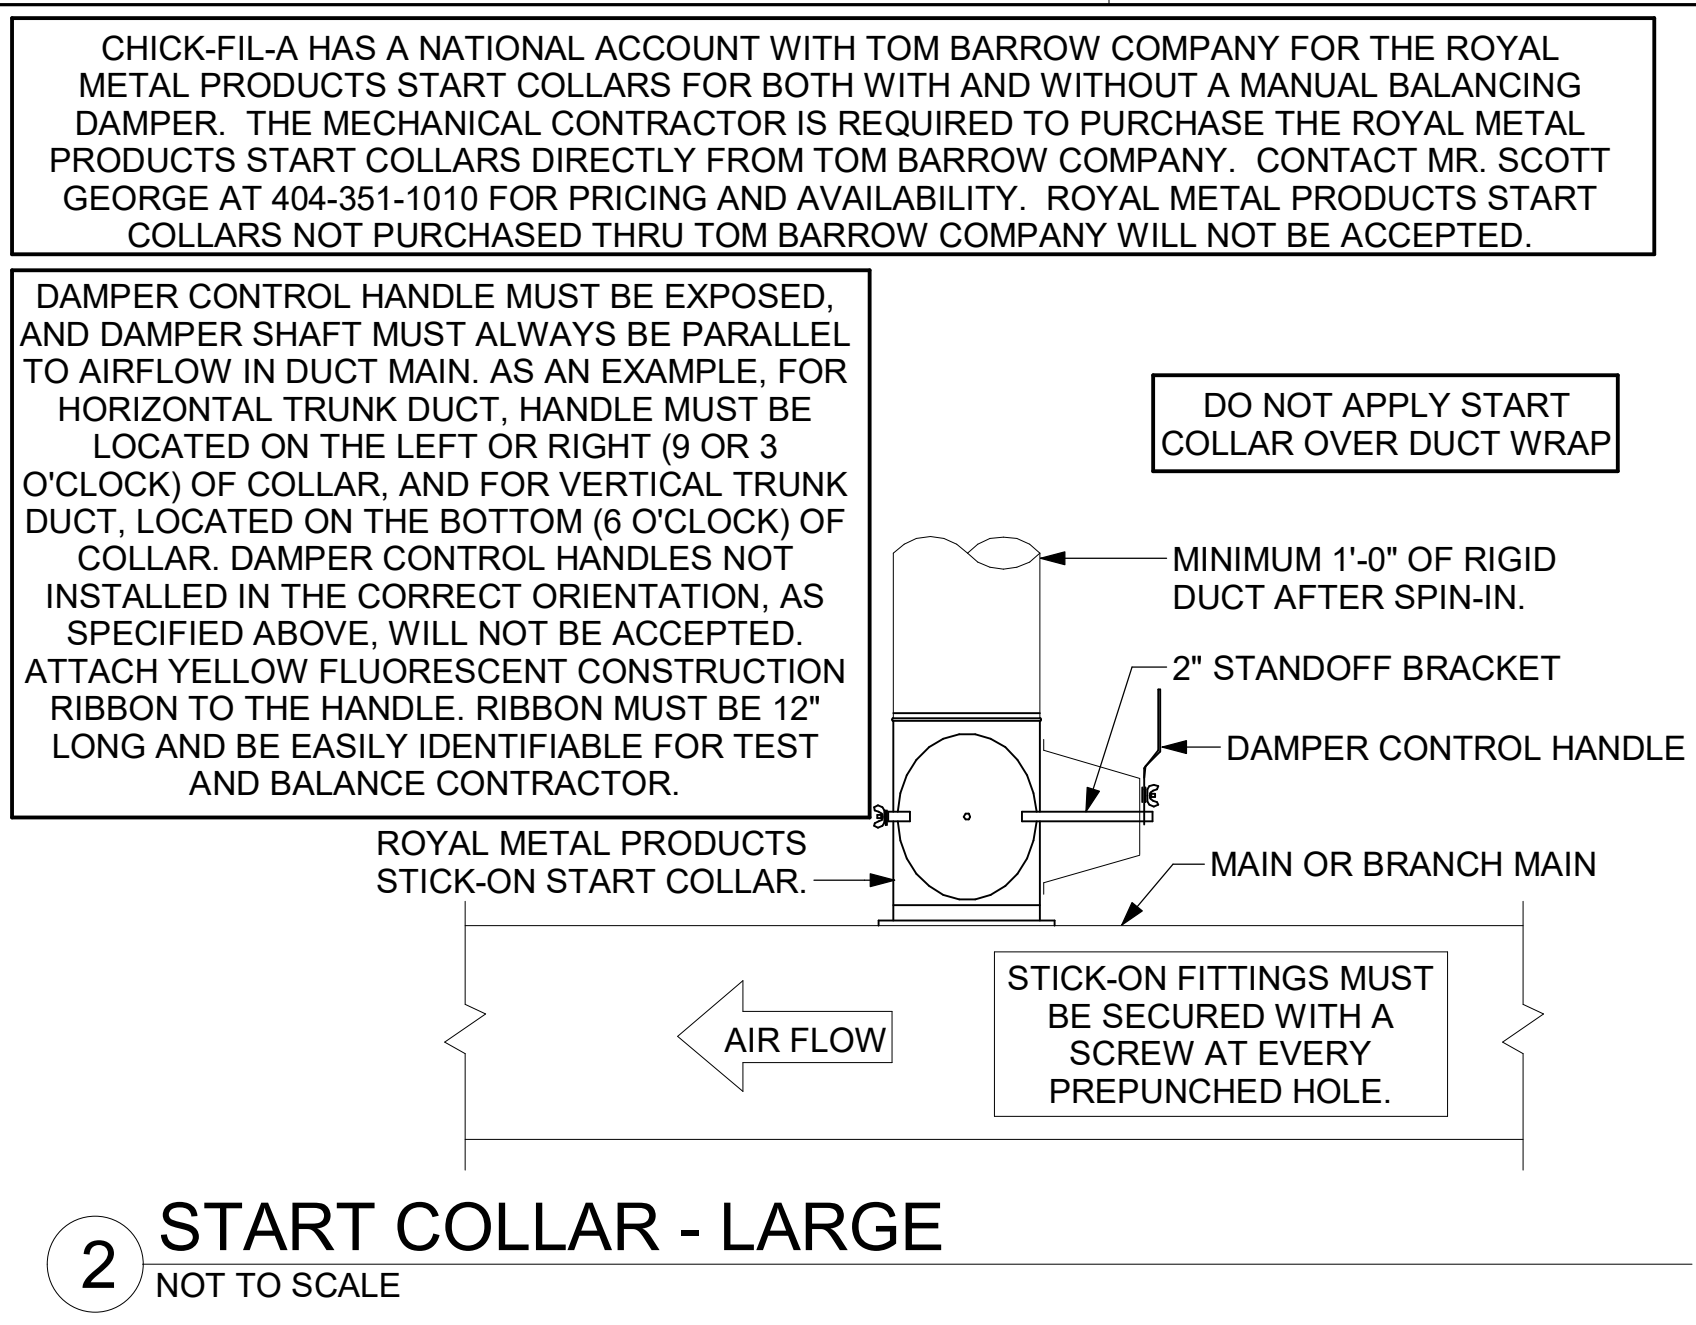 CHICK-FIL-A HAS A NATIONAL ACCOUNT WITH TOM BARROW COMPANY FOR THE ROYAL
METAL PRODUCTS START COLLARS FOR BOTH WITH AND WITHOUT A MANUAL BALANCING
DAMPER. THE MECHANICAL CONTRACTOR IS REQUIRED TO PURCHASE THE ROYAL METAL
PRODUCTS START COLLARS DIRECTLY FROM TOM BARROW COMPANY. CONTACT MR. SCOTT
GEORGE AT 404-351-1010 FOR PRICING AND AVAILABILITY. ROYAL METAL PRODUCTS START
COLLARS NOT PURCHASED THRU TOM BARROW COMPANY WILL NOT BE ACCEPTED.
DAMPER CONTROL HANDLE MUST BE EXPOSED,
AND DAMPER SHAFT MUST ALWAYS BE PARALLEL
TO AIRFLOW IN DUCT MAIN. AS AN EXAMPLE, FOR
HORIZONTAL TRUNK DUCT, HANDLE MUST BE
LOCATED ON THE LEFT OR RIGHT (9 OR 3
O'CLOCK) OF COLLAR, AND FOR VERTICAL TRUNK
DUCT, LOCATED ON THE BOTTOM (6 O'CLOCK) OF
COLLAR. DAMPER CONTROL HANDLES NOT
INSTALLED IN THE CORRECT ORIENTATION, AS
SPECIFIED ABOVE, WILL NOT BE ACCEPTED.
ATTACH YELLOW FLUORESCENT CONSTRUCTION
RIBBON TO THE HANDLE. RIBBON MUST BE 12"
LONG AND BE EASILY IDENTIFIABLE FOR TEST
AND BALANCE CONTRACTOR.
DO NOT APPLY START
COLLAR OVER DUCT WRAP
MINIMUM 1'-0" OF RIGID
DUCT AFTER SPIN-IN.
2" STANDOFF BRACKET
DAMPER CONTROL HANDLE
ROYAL METAL PRODUCTS
STICK-ON START COLLAR.
MAIN OR BRANCH MAIN
STICK-ON FITTINGS MUST
BE SECURED WITH A
SCREW AT EVERY
PREPUNCHED HOLE.
AIR FLOW
2
START COLLAR - LARGE
NOT TO SCALE